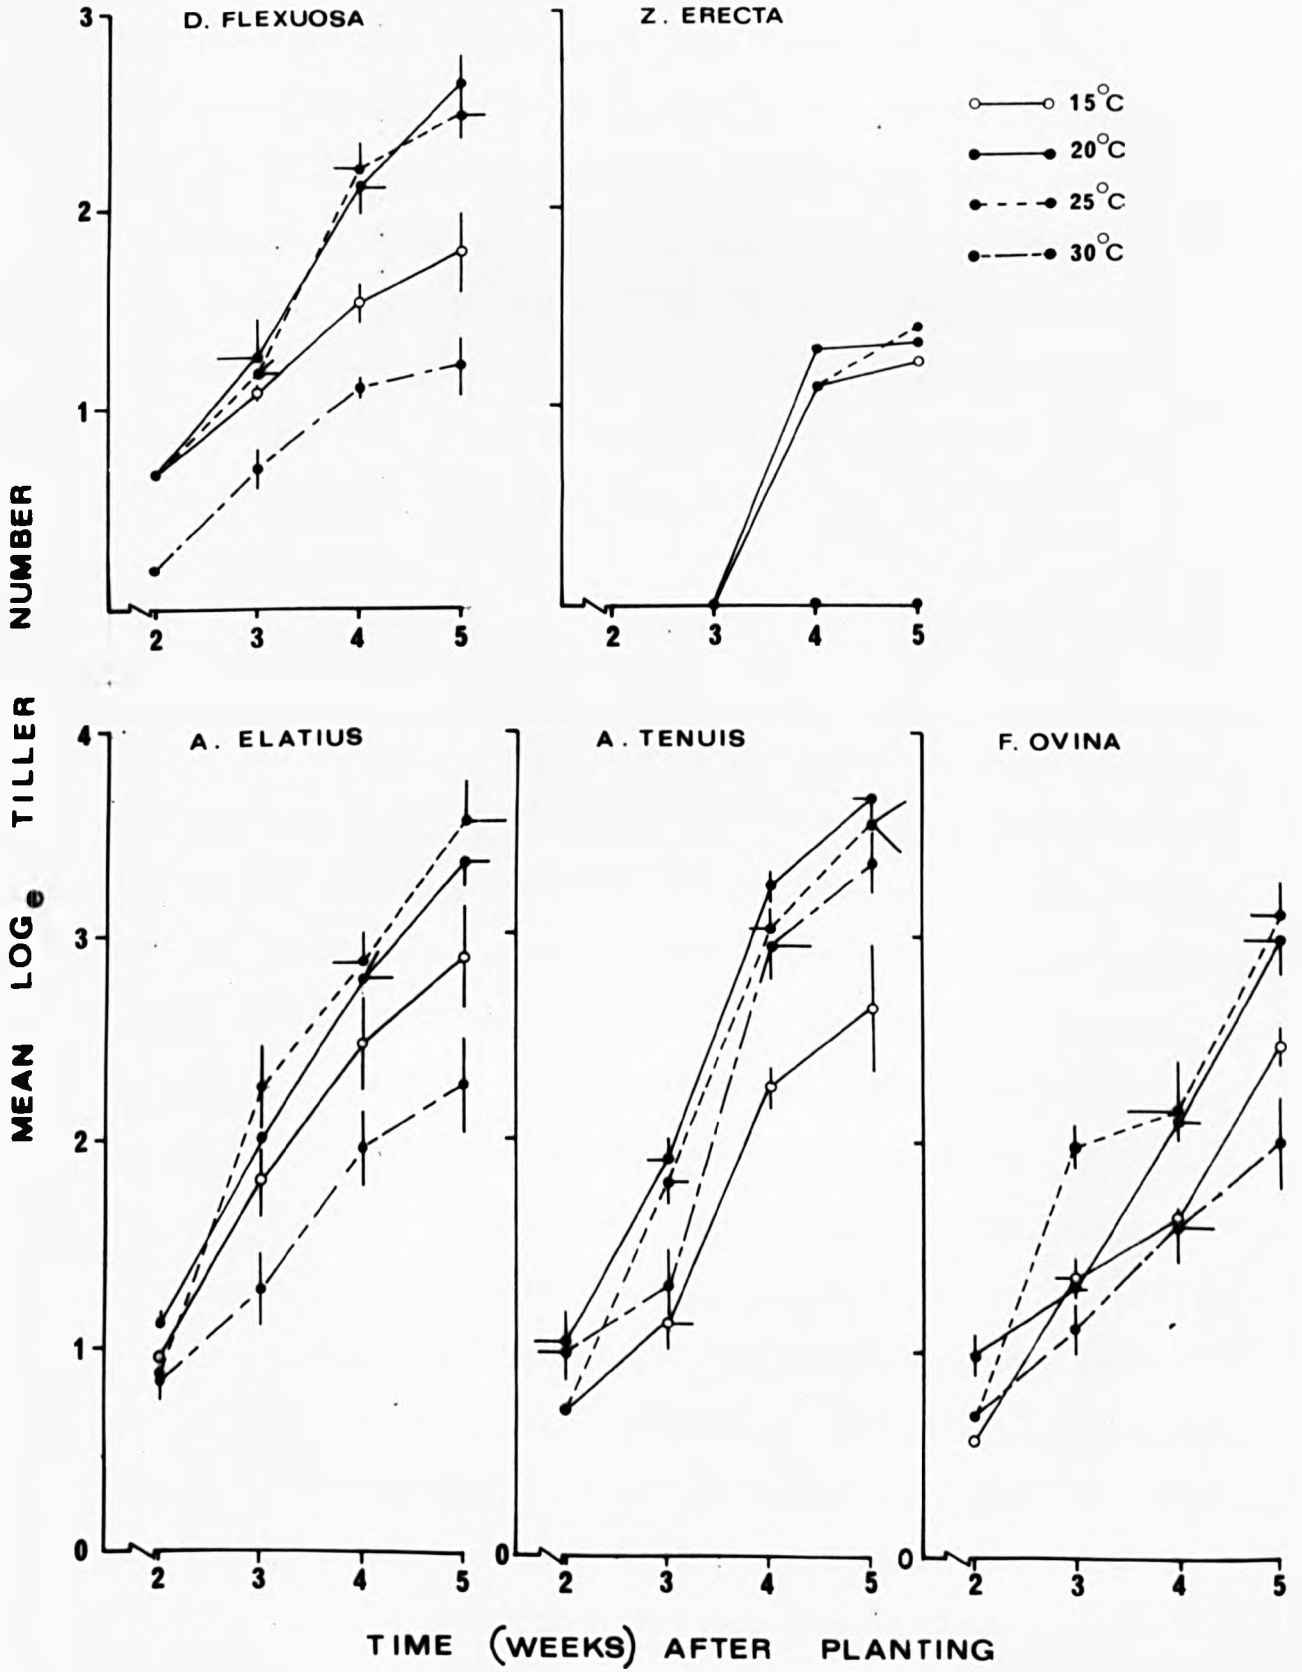 D. FLEXUOSA
Z. ERECTA
3
2
1
2 3 4 5
2 3 4 5
15°C
20°C
25°C
30°C
A. ELATIUS
A. TENUIS
F. OVINA
4
3
2
1
0
0
0
2 3 4 5
2 3 4 5
2 3 4 5
MEAN LOGe TILLER NUMBER
TIME (WEEKS) AFTER PLANTING